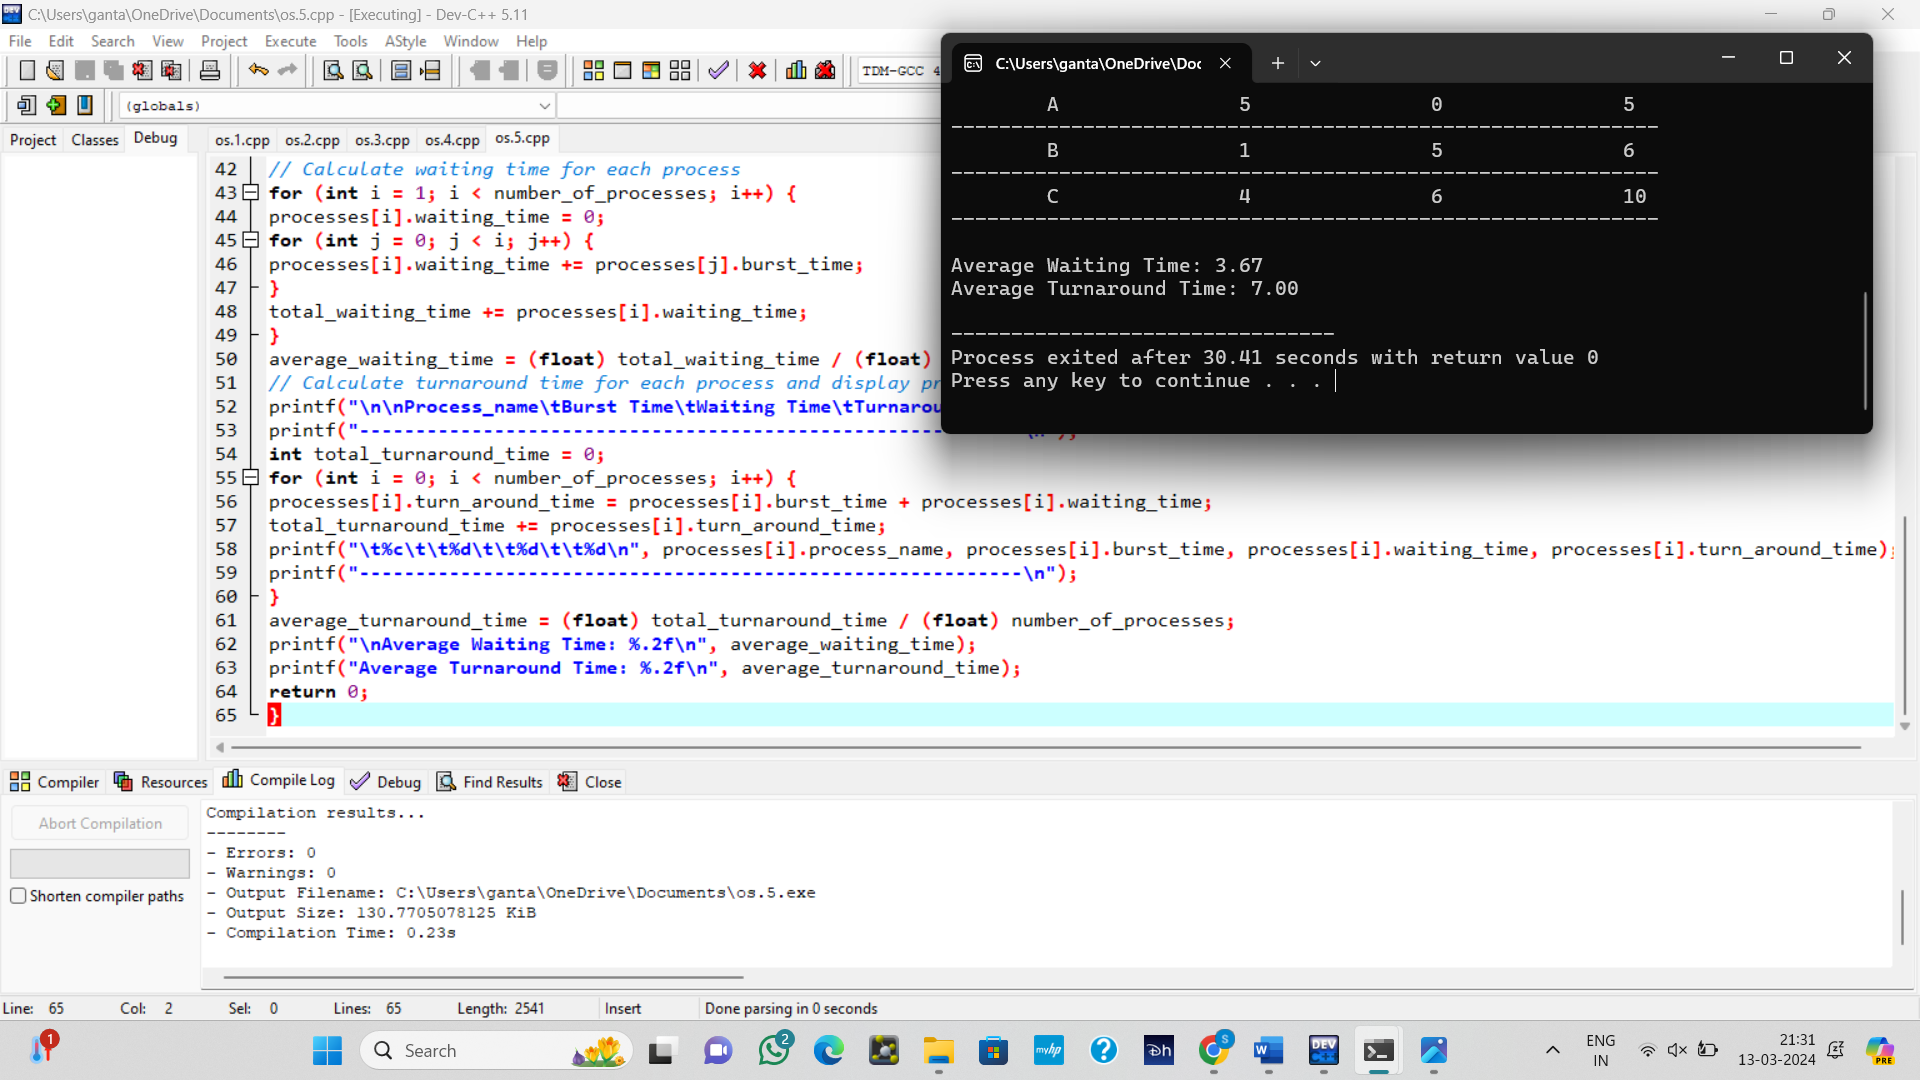 C:\Users\ganta\OneDrive\Documents\os.5.cpp - [Executing] - Dev-C++ 5.11
File Edit Search View Project Execute Tools AStyle Window Help
TDM-GCC 4
(globals)
Project Classes Debug
os.1.cpp os.2.cpp os.3.cpp os.4.cpp os.5.cpp
42 // Calculate waiting time for each process
43 for (int i = 1; i < number_of_processes; i++) {
44 processes[i].waiting_time = 0;
45 for (int j = 0; j < i; j++) {
46 processes[i].waiting_time += processes[j].burst_time;
47 }
48 total_waiting_time += processes[i].waiting_time;
49 }
50 average_waiting_time = (float) total_waiting_time / (float)
51 // Calculate turnaround time for each process and display pr
52 printf("\n\nProcess_name\tBurst Time\tWaiting Time\tTurnarou
53 printf("----------------------------------------------------
54 int total_turnaround_time = 0;
55 for (int i = 0; i < number_of_processes; i++) {
56 processes[i].turn_around_time = processes[i].burst_time + processes[i].waiting_time;
57 total_turnaround_time += processes[i].turn_around_time;
58 printf("\t%c\t\t%d\t\t%d\t\t%d\n", processes[i].process_name, processes[i].burst_time, processes[i].waiting_time, processes[i].turn_around_time);
59 printf("-----------------------------------------------------------\n");
60 }
61 average_turnaround_time = (float) total_turnaround_time / (float) number_of_processes;
62 printf("\nAverage Waiting Time: %.2f\n", average_waiting_time);
63 printf("Average Turnaround Time: %.2f\n", average_turnaround_time);
64 return 0;
65 }
C:\Users\ganta\OneDrive\Doc
A 5 0 5
-----------------------------------------------------------
B 1 5 6
-----------------------------------------------------------
C 4 6 10
-----------------------------------------------------------
Average Waiting Time: 3.67
Average Turnaround Time: 7.00
--------------------------------
Process exited after 30.41 seconds with return value 0
Press any key to continue . . .
Compiler Resources Compile Log Debug Find Results Close
Abort Compilation
Shorten compiler paths
Compilation results...
--------
- Errors: 0
- Warnings: 0
- Output Filename: C:\Users\ganta\OneDrive\Documents\os.5.exe
- Output Size: 130.7705078125 KiB
- Compilation Time: 0.23s
Line: 65 Col: 2 Sel: 0 Lines: 65 Length: 2541 Insert Done parsing in 0 seconds
1
Search
2
myhp
DEV
ENG
IN
21:31
13-03-2024
PRE